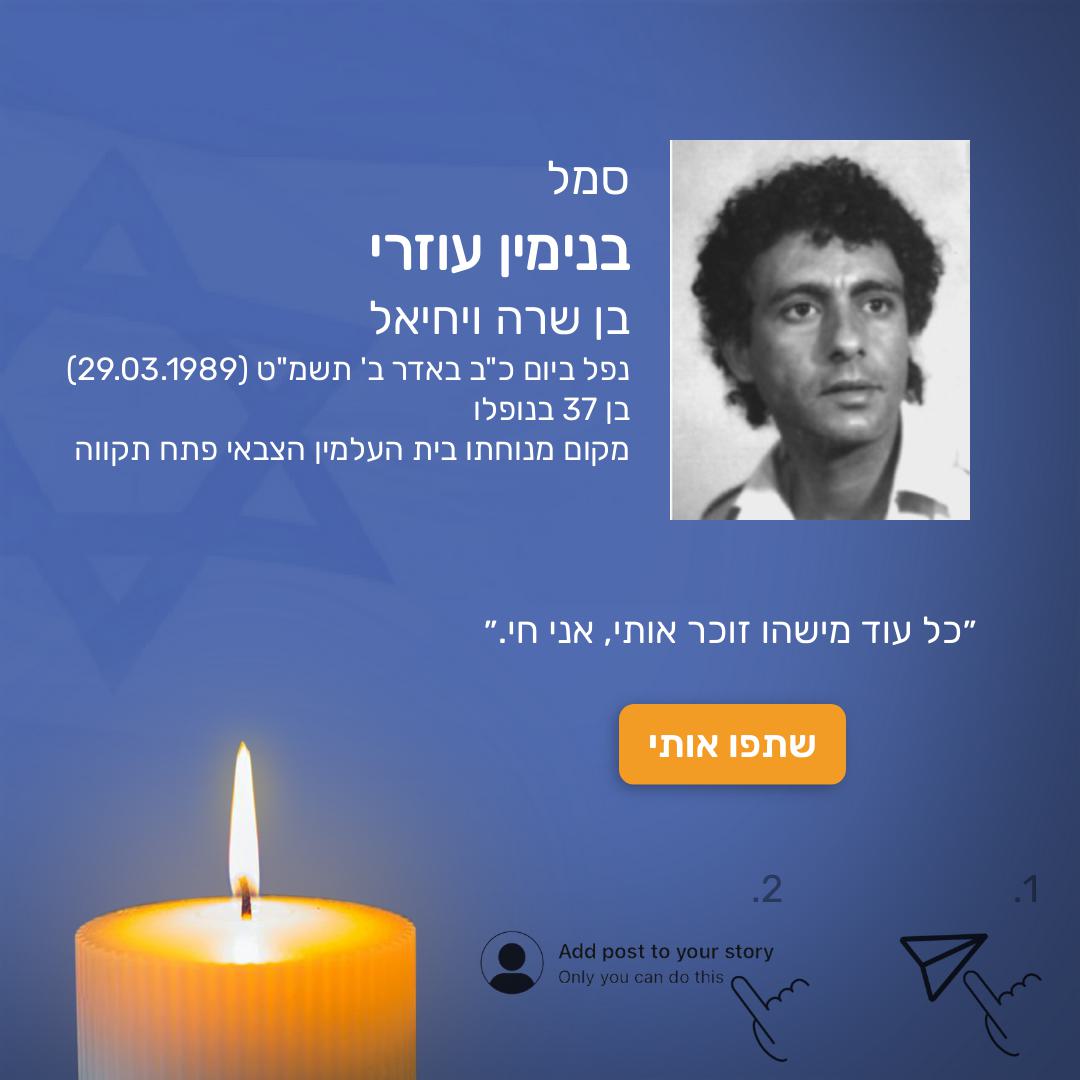 סמל
בנימין עוזרי
בן שרה ויחיאל
נפל ביום כ"ב באדר ב' תשמ"ט (29.03.1989)
בן 37 בנופלו
מקום מנוחתו בית העלמין הצבאי פתח תקווה
״כל עוד מישהו זוכר אותי, אני חי.״
שתפו אותי
1.
2.
Add post to your story
Only you can do this